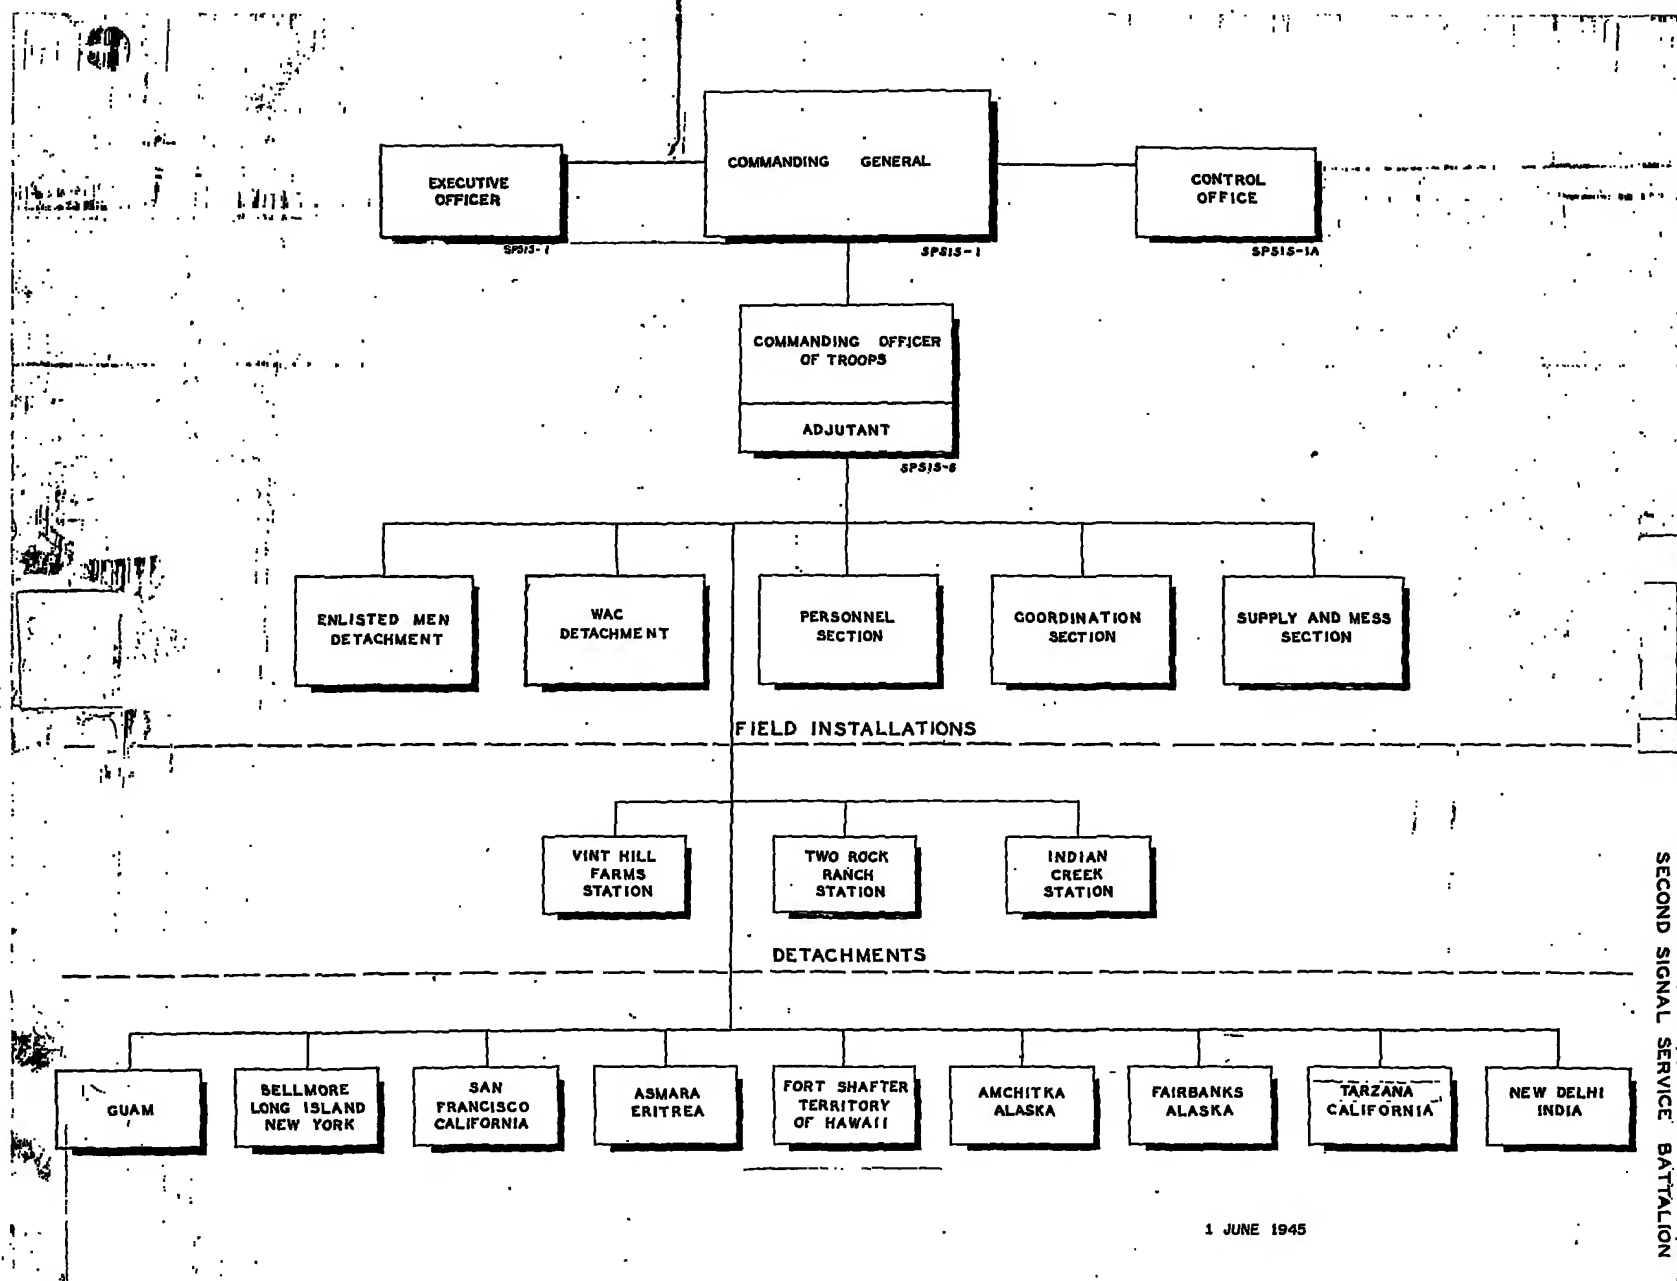 COMMANDING GENERAL
EXECUTIVE
OFFICER
CONTROL
OFFICE
SPSIS-1
SPSIS-1
SPSIS-1A
COMMANDING OFFICER
OF TROOPS
ADJUTANT
SPSIS-6
ENLISTED MEN
DETACHMENT
WAC
DETACHMENT
PERSONNEL
SECTION
COORDINATION
SECTION
SUPPLY AND MESS
SECTION
FIELD INSTALLATIONS
VINT HILL
FARMS
STATION
TWO ROCK
RANCH
STATION
INDIAN
CREEK
STATION
DETACHMENTS
GUAM
BELLMORE
LONG ISLAND
NEW YORK
SAN
FRANCISCO
CALIFORNIA
ASMARA
ERITREA
FORT SHAFTER
TERRITORY
OF HAWAII
AMCHITKA
ALASKA
FAIRBANKS
ALASKA
TARZANA
CALIFORNIA
NEW DELHI
INDIA
1 JUNE 1945
SECOND SIGNAL SERVICE BATTALION